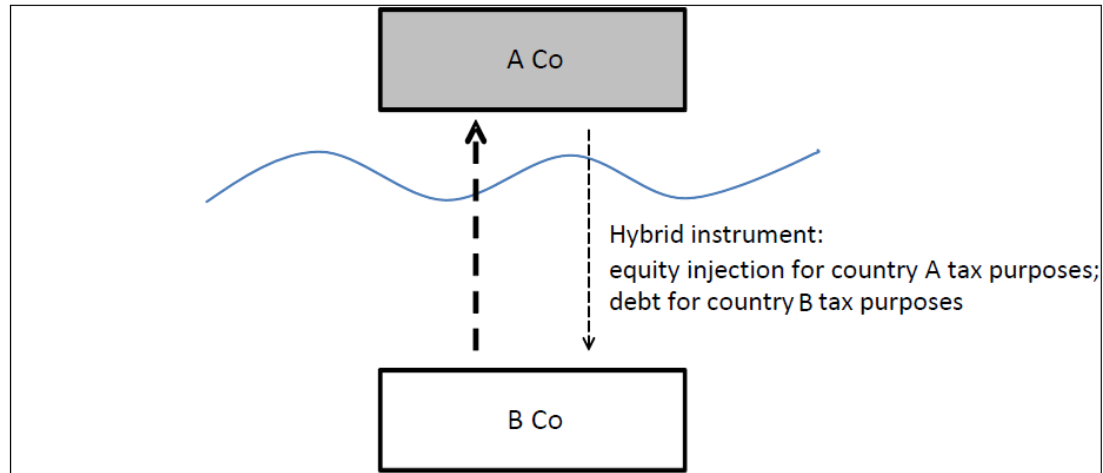 A Co
Hybrid instrument:
equity injection for country A tax purposes;
debt for country B tax purposes
B Co